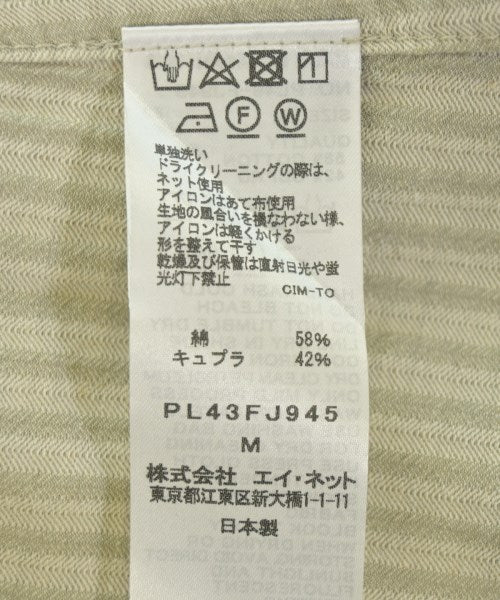 F W
単独洗い
ドライクリーニングの際は、
ネット使用
アイロンはあて布使用
生地の風合いを損なわない様、
アイロンは軽くかける
形を整えて干す
乾燥及び保管は直射日光や蛍
光灯下禁止
CIM-TO
綿 58%
キュプラ 42%
PL43FJ945
M
株式会社 エイ・ネット
東京都江東区新大橋1-1-11
日本製